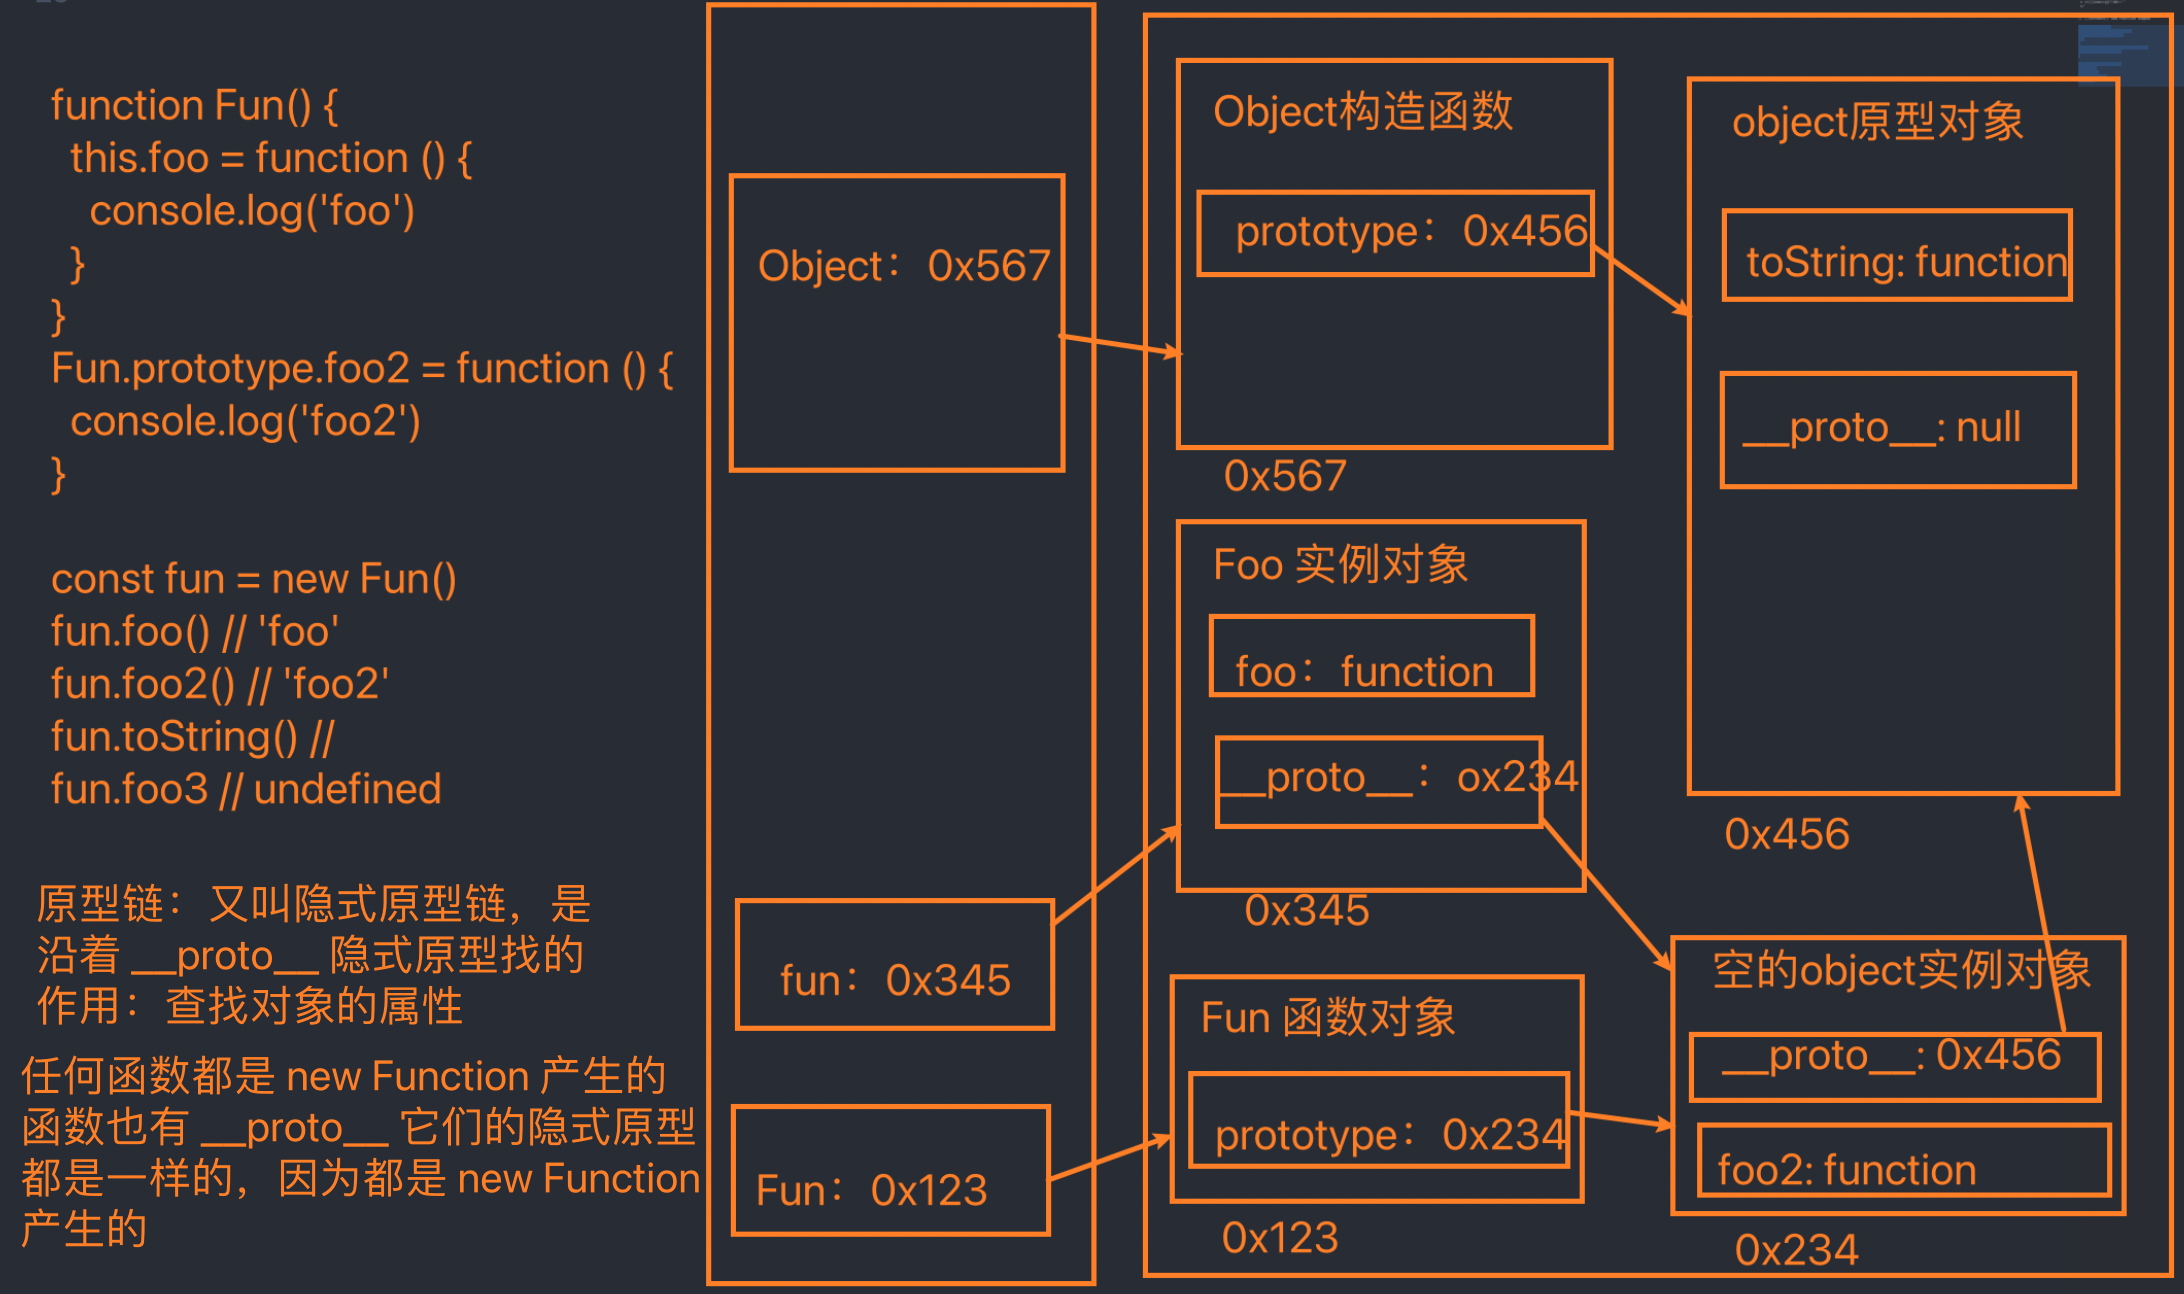 function Fun() {
this.foo = function () {
console.log('foo')
}
}
Fun.prototype.foo2 = function () {
console.log('foo2')
}
const fun = new Fun()
fun.foo() // 'foo'
fun.foo2() // 'foo2'
fun.toString() //
fun.foo3 // undefined
原型链：又叫隐式原型链，是
沿着 __proto__ 隐式原型找的
作用：查找对象的属性
任何函数都是 new Function 产生的
函数也有 __proto__ 它们的隐式原型
都是一样的，因为都是 new Function
产生的
Object：0x567
fun：0x345
Fun：0x123
Object构造函数
prototype：0x456
0x567
Foo 实例对象
foo：function
__proto__：ox234
0x345
Fun 函数对象
prototype：0x234
0x123
object原型对象
toString: function
__proto__: null
0x456
空的object实例对象
__proto__: 0x456
foo2: function
0x234